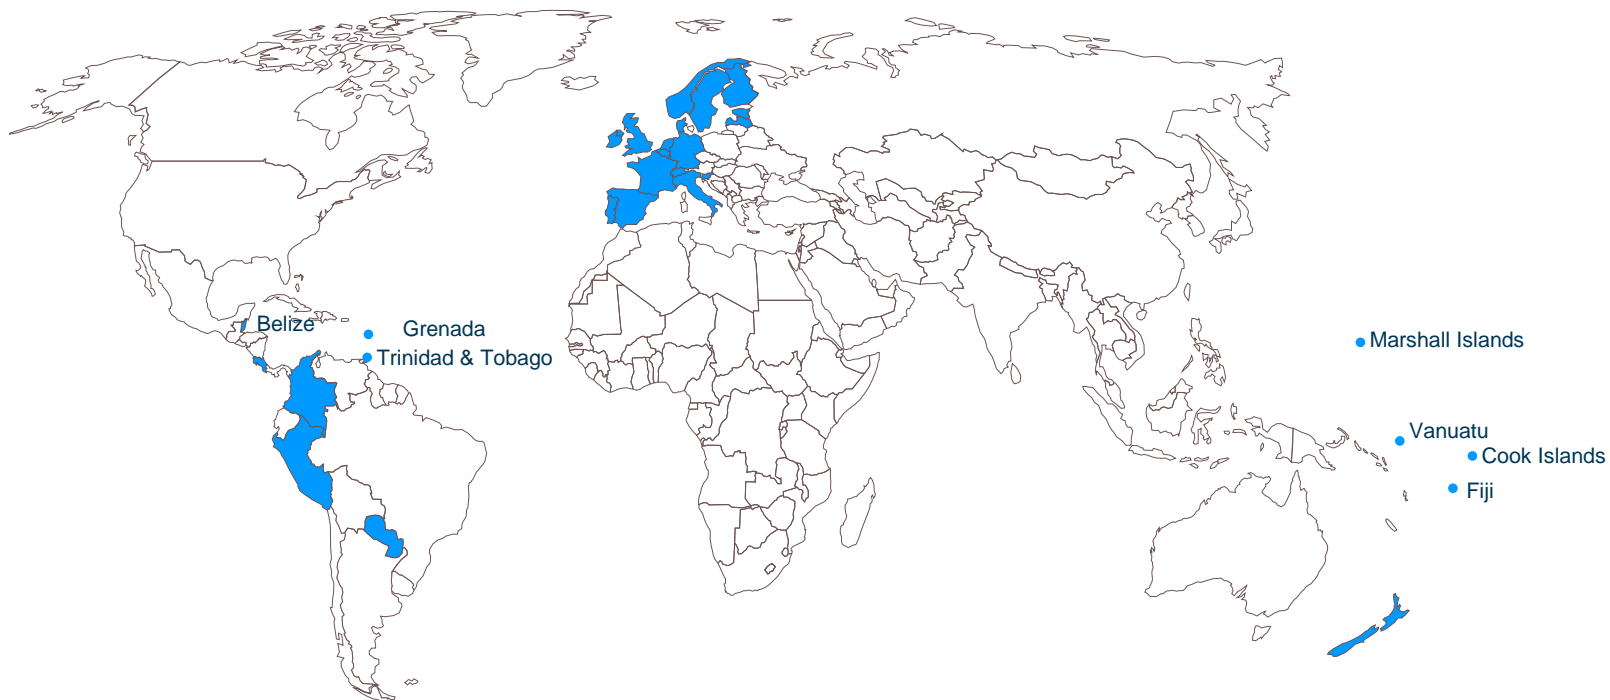 Belize
Grenada
Trinidad & Tobago
Marshall Islands
Vanuatu
Cook Islands
Fiji